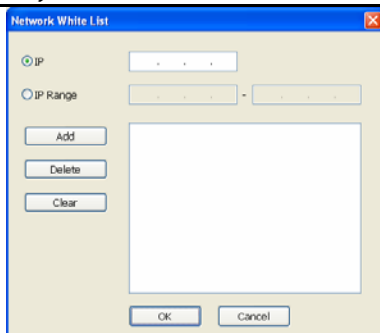 Network White List
IP
. . .
IP Range
. . . - . . .
Add
Delete
Clear
OK Cancel